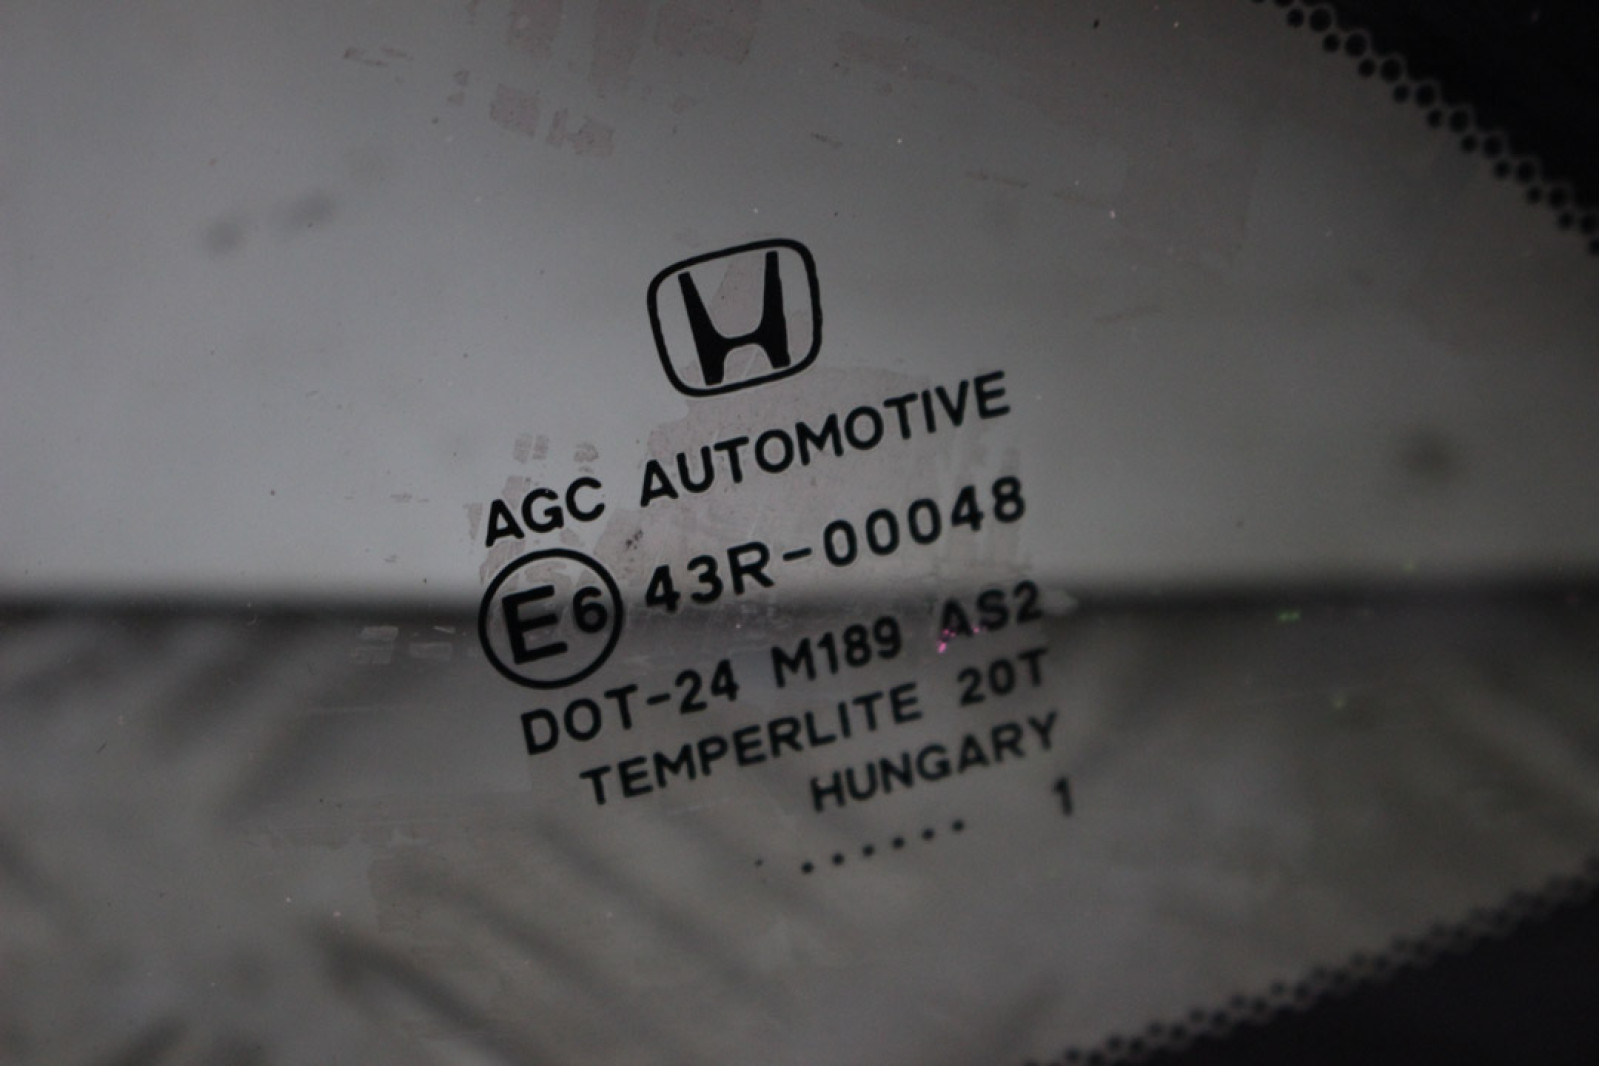 AGC AUTOMOTIVE
E6 43R-00048
DOT-24 M189 AS2
TEMPERLITE 20T
HUNGARY
....... 1